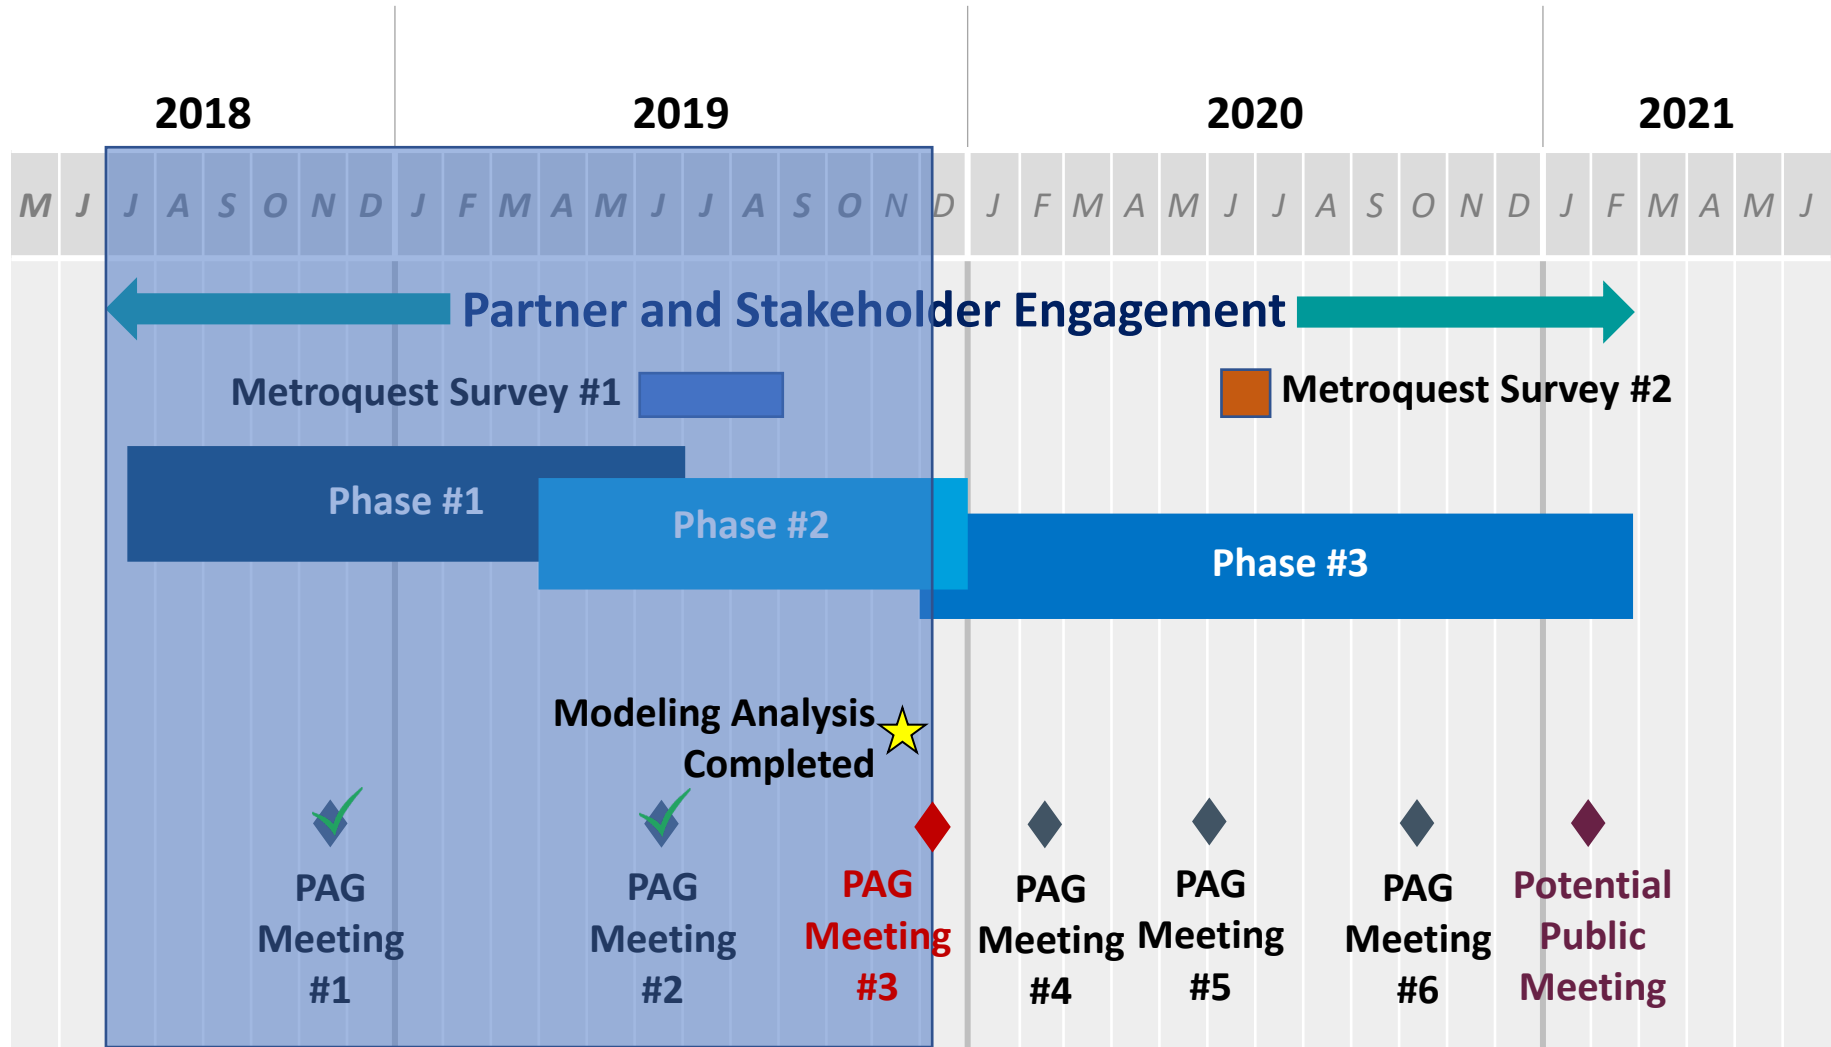 2018 2019 2020 2021
M J J A S O N D J F M A M J J A S O N D J F M A M J J A S O N D J F M A M J
Partner and Stakeholder Engagement
Metroquest Survey #1
Metroquest Survey #2
Phase #1
Phase #2
Phase #3
Modeling Analysis
Completed
PAG
Meeting
#1
PAG
Meeting
#2
PAG
Meeting
#3
PAG
Meeting
#4
PAG
Meeting
#5
PAG
Meeting
#6
Potential
Public
Meeting